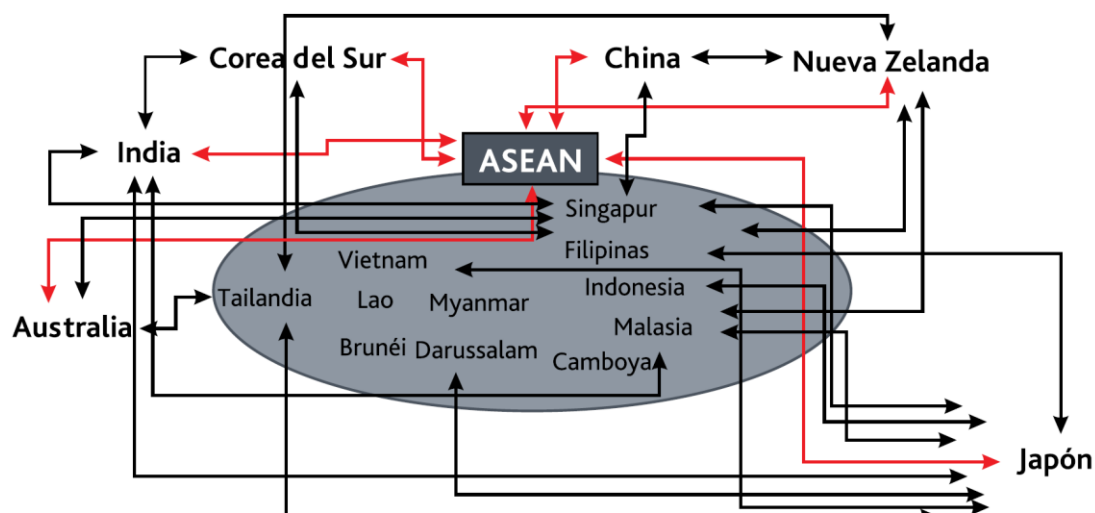 Corea del Sur
China
Nueva Zelanda
India
ASEAN
Singapur
Filipinas
Vietnam
Indonesia
Tailandia
Lao
Myanmar
Australia
Malasia
Brunéi Darussalam
Camboya
Japón